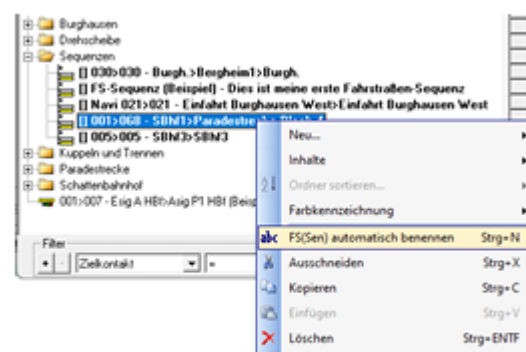 Burghausen
Drehscheibe
Sequenzen
[] 030>030 - Burgh.>Bergheim1>Burgh.
[] FS-Sequenz (Beispiel) - Dies ist meine erste Fahrstraßen-Sequenz
[] Navi 021>021 - Einfahrt Burghausen West>Einfahrt Burghausen West
[] 001>068 - SBhf1>Paradestre
[] 005>005 - SBhf3>SBhf3
Kuppeln und Trennen
Paradestrecke
Schattenbahnhof
001>007 - Esig A HBf>Asig P1 HBf (Beisp
Neu...
Inhalte
Ordner sortieren...
Farbkennzeichnung
abc FS(Sen) automatisch benennen Strg+N
Ausschneiden Strg+X
Kopieren Strg+C
Einfügen Strg+V
Löschen Strg+ENTF
Filter
+ - Zielkontakt =